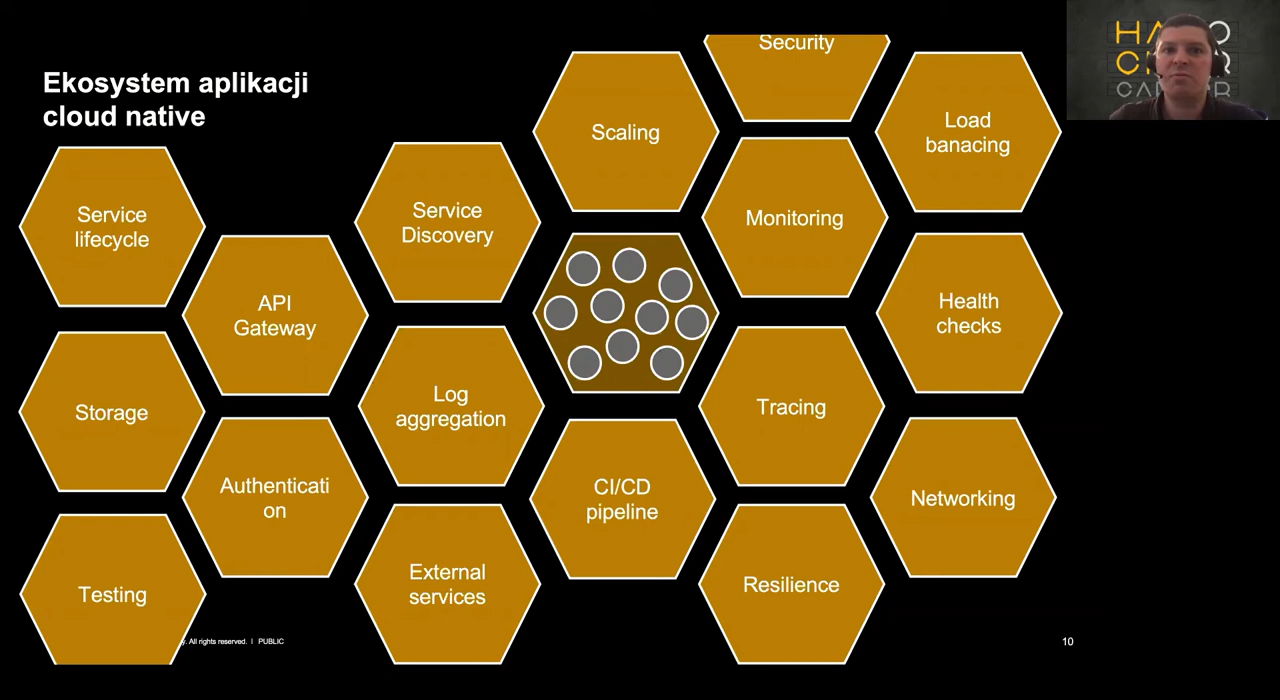 Ekosystem aplikacji
cloud native
Service
lifecycle
Storage
Testing
API
Gateway
Authenticati
on
Service
Discovery
Log
aggregation
External
services
Scaling
CI/CD
pipeline
Security
Monitoring
Tracing
Resilience
Load
banacing
Health
checks
Networking
y. All rights reserved. I PUBLIC
10